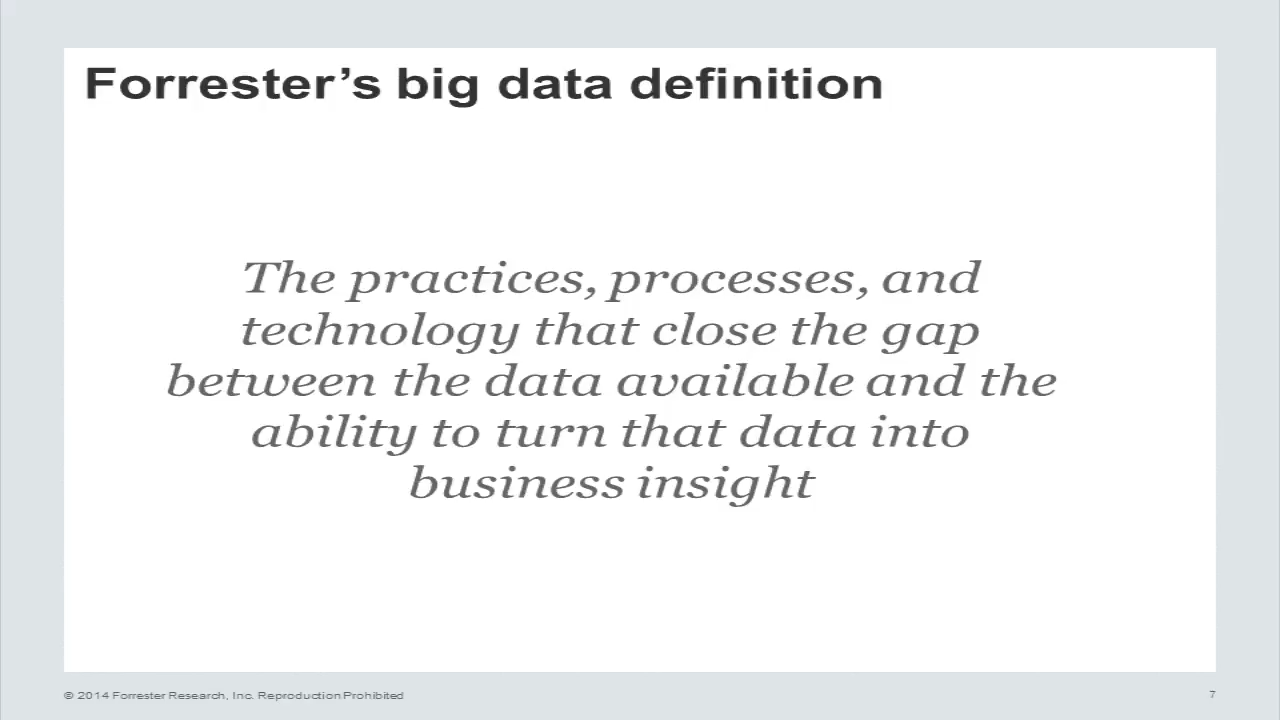 Forrester’s big data definition
The practices, processes, and
technology that close the gap
between the data available and the
ability to turn that data into
business insight
© 2014 Forrester Research, Inc. Reproduction Prohibited
7